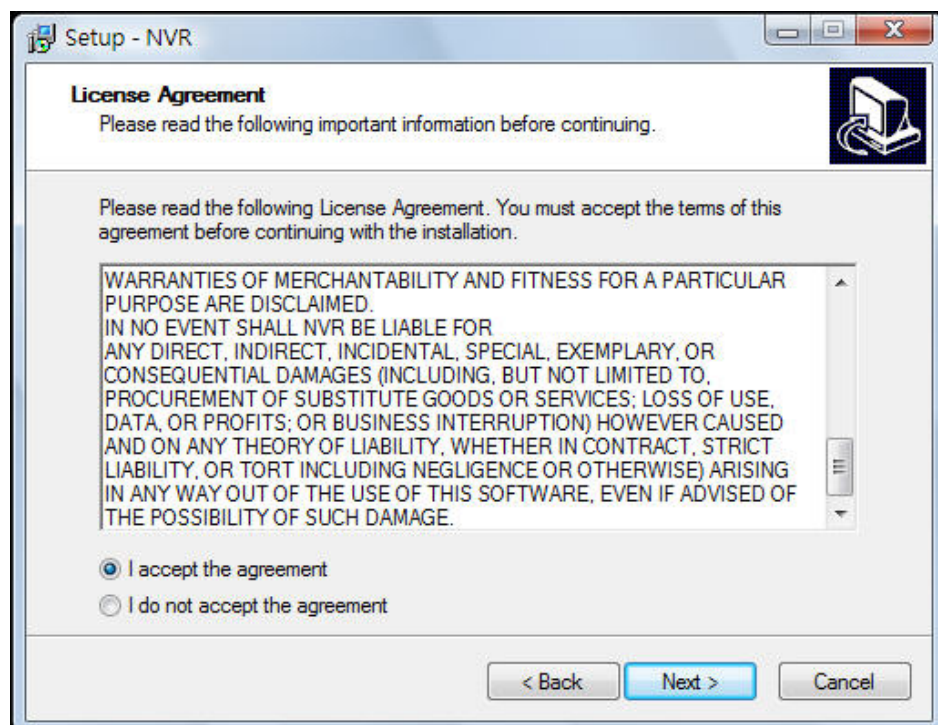 Setup - NVR
License Agreement
Please read the following important information before continuing.
Please read the following License Agreement. You must accept the terms of this
agreement before continuing with the installation.
WARRANTIES OF MERCHANTABILITY AND FITNESS FOR A PARTICULAR
PURPOSE ARE DISCLAIMED.
IN NO EVENT SHALL NVR BE LIABLE FOR
ANY DIRECT, INDIRECT, INCIDENTAL, SPECIAL, EXEMPLARY, OR
CONSEQUENTIAL DAMAGES (INCLUDING, BUT NOT LIMITED TO,
PROCUREMENT OF SUBSTITUTE GOODS OR SERVICES; LOSS OF USE,
DATA, OR PROFITS; OR BUSINESS INTERRUPTION) HOWEVER CAUSED
AND ON ANY THEORY OF LIABILITY, WHETHER IN CONTRACT, STRICT
LIABILITY, OR TORT INCLUDING NEGLIGENCE OR OTHERWISE) ARISING
IN ANY WAY OUT OF THE USE OF THIS SOFTWARE, EVEN IF ADVISED OF
THE POSSIBILITY OF SUCH DAMAGE.
I accept the agreement
I do not accept the agreement
< Back Next > Cancel